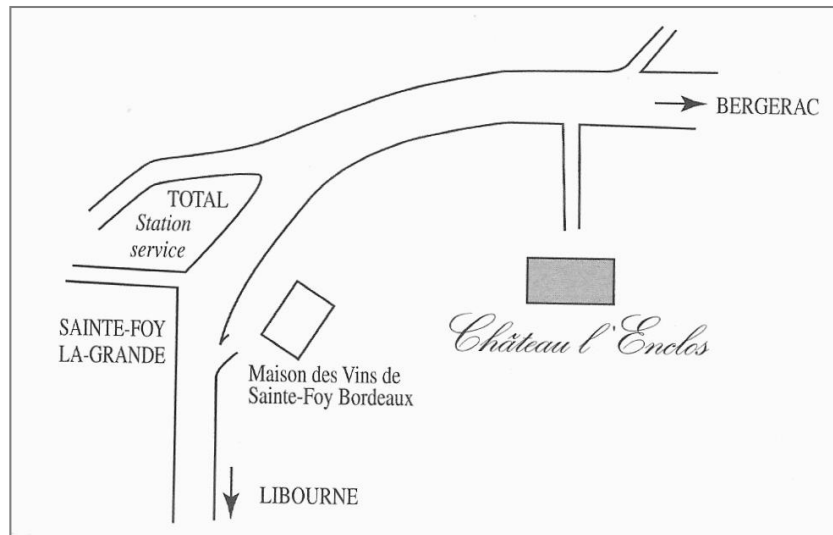 BERGERAC
TOTAL
Station
service
SAINTE-FOY
LA-GRANDE
Château l'Enclos
Maison des Vins de
Sainte-Foy Bordeaux
LIBOURNE